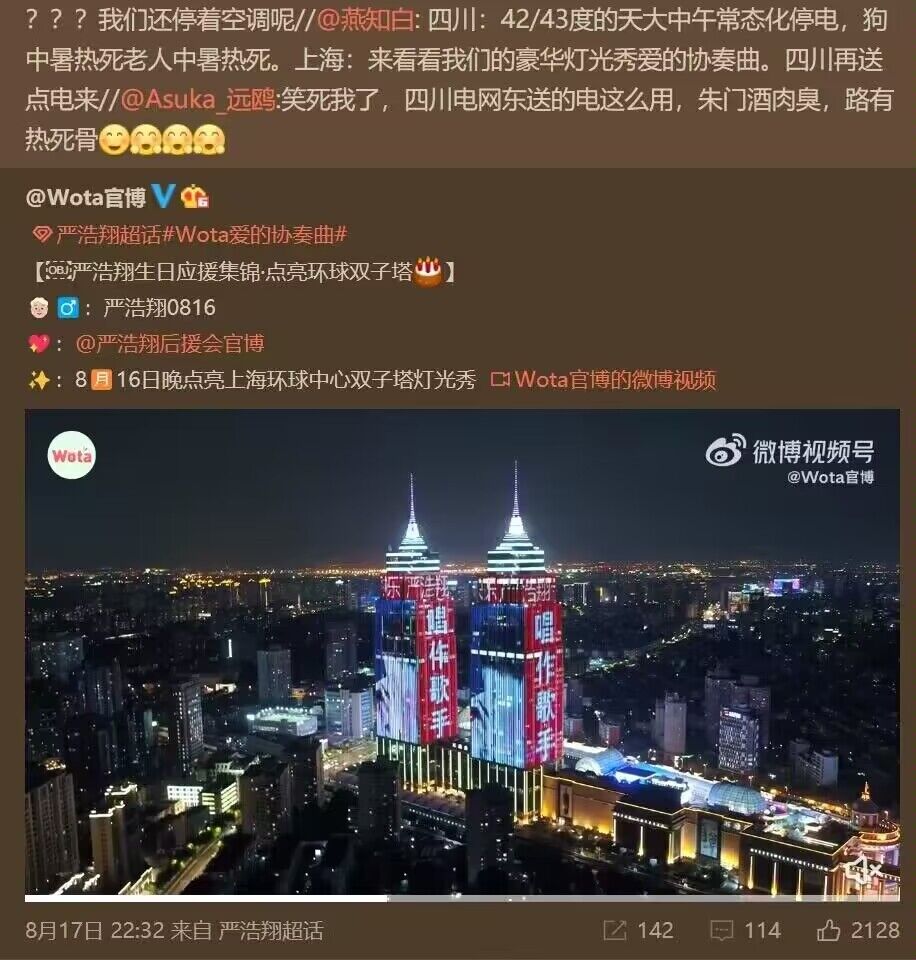 ？？？我们还停着空调呢//@燕知白: 四川：42/43度的天大中午常态化停电，狗
中暑热死老人中暑热死。上海：来看看我们的豪华灯光秀爱的协奏曲。四川再送
点电来//@Asuka_远鸥:笑死我了，四川电网东送的电这么用，朱门酒肉臭，路有
热死骨
@Wota官博
严浩翔超话#Wota爱的协奏曲#
【OBJ严浩翔生日应援集锦·点亮环球双子塔🎂】
👴🏻♂️：严浩翔0816
💖：@严浩翔后援会官博
✨：8🈷️16日晚点亮上海环球中心双子塔灯光秀 Wota官博的微博视频
Wota
微博视频号
@Wota官博
乐 严浩翔
乐 严浩翔
唱作歌手
唱作歌手
8月17日 22:32 来自 严浩翔超话
142
114
2128